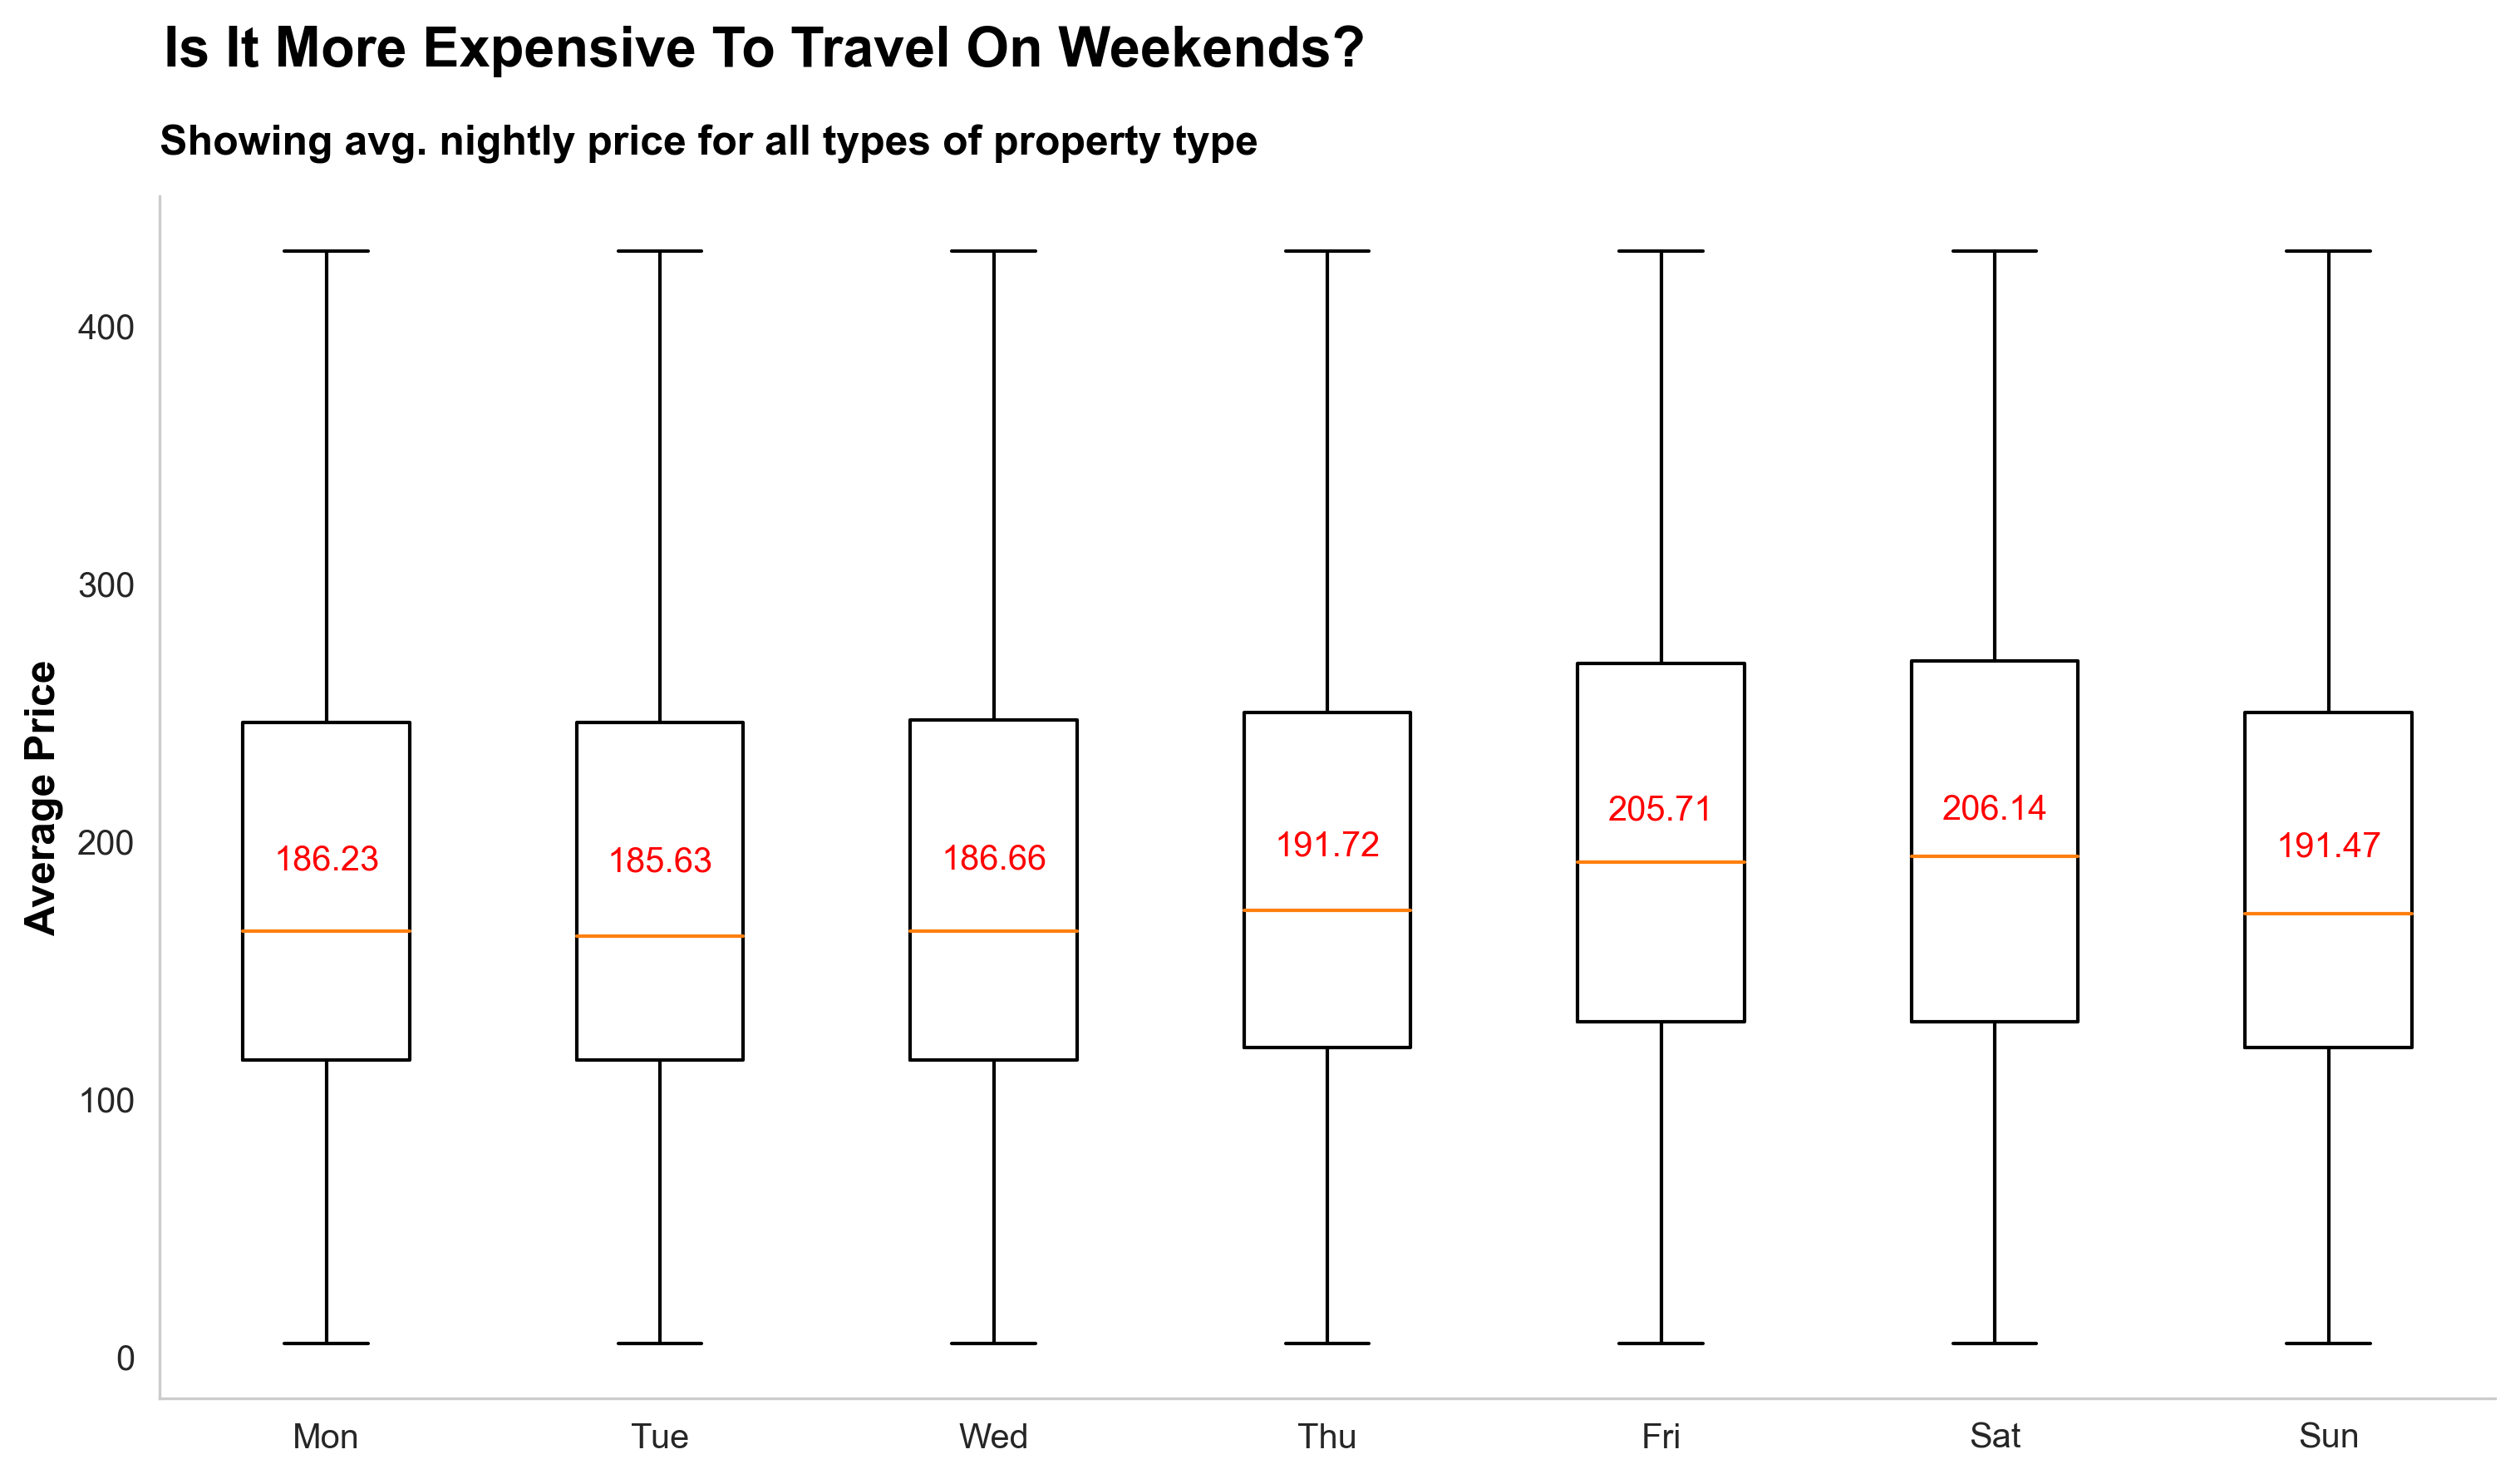 Is It More Expensive To Travel On Weekends?
Showing avg. nightly price for all types of property type
Average Price
400
300
200
100
0
186.23
185.63
186.66
191.72
205.71
206.14
191.47
Mon
Tue
Wed
Thu
Fri
Sat
Sun